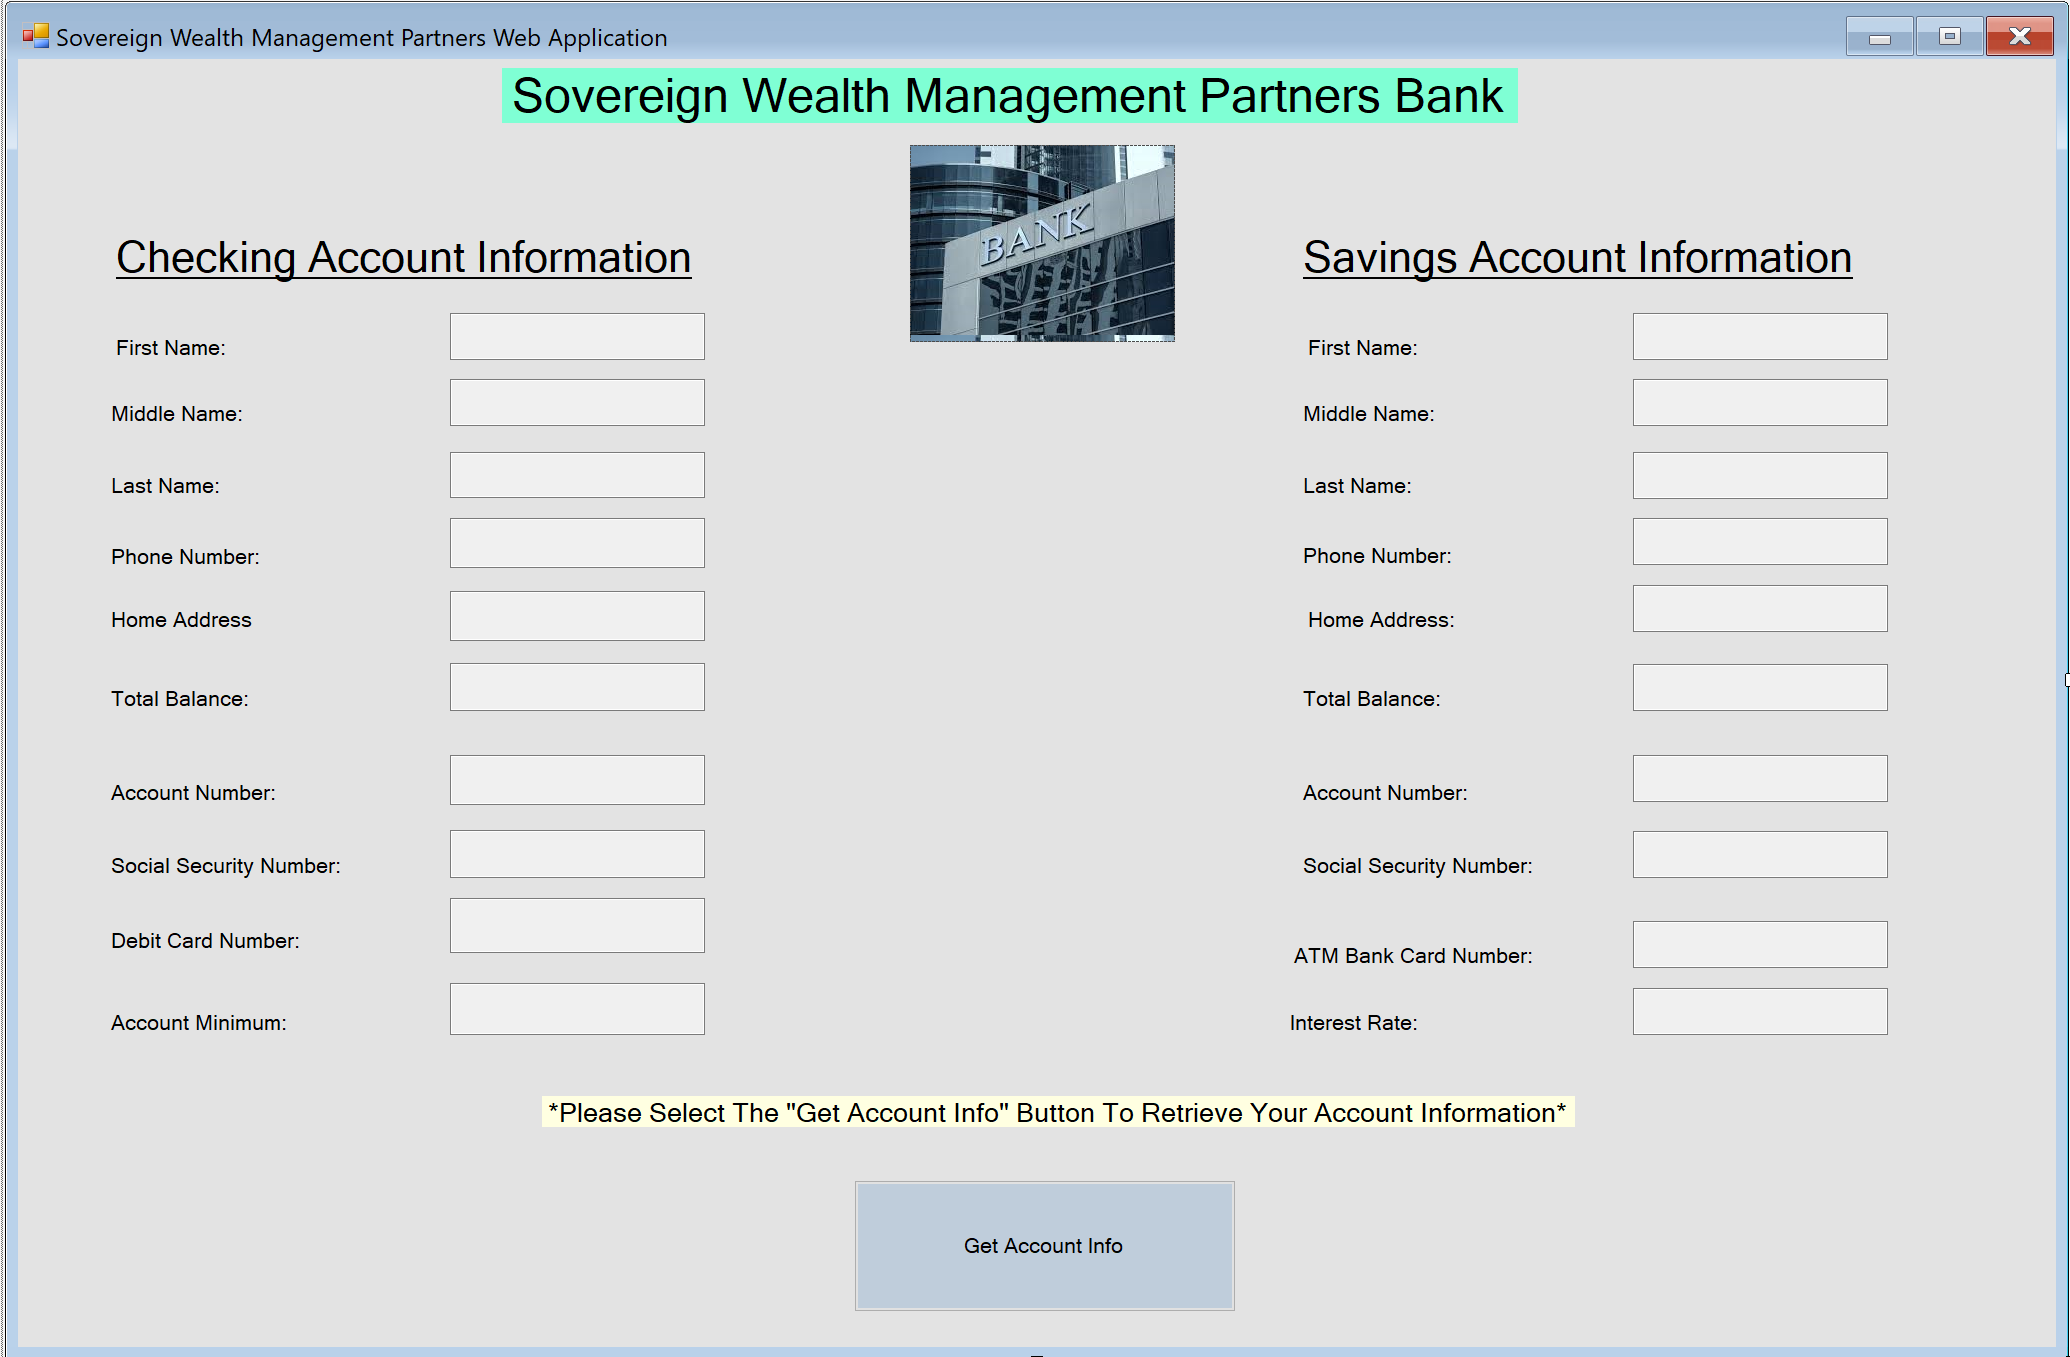 Sovereign Wealth Management Partners Web Application
Sovereign Wealth Management Partners Bank
BANK
Checking Account Information
First Name:
Middle Name:
Last Name:
Phone Number:
Home Address
Total Balance:
Account Number:
Social Security Number:
Debit Card Number:
Account Minimum:
Savings Account Information
First Name:
Middle Name:
Last Name:
Phone Number:
Home Address:
Total Balance:
Account Number:
Social Security Number:
ATM Bank Card Number:
Interest Rate:
*Please Select The "Get Account Info" Button To Retrieve Your Account Information*
Get Account Info